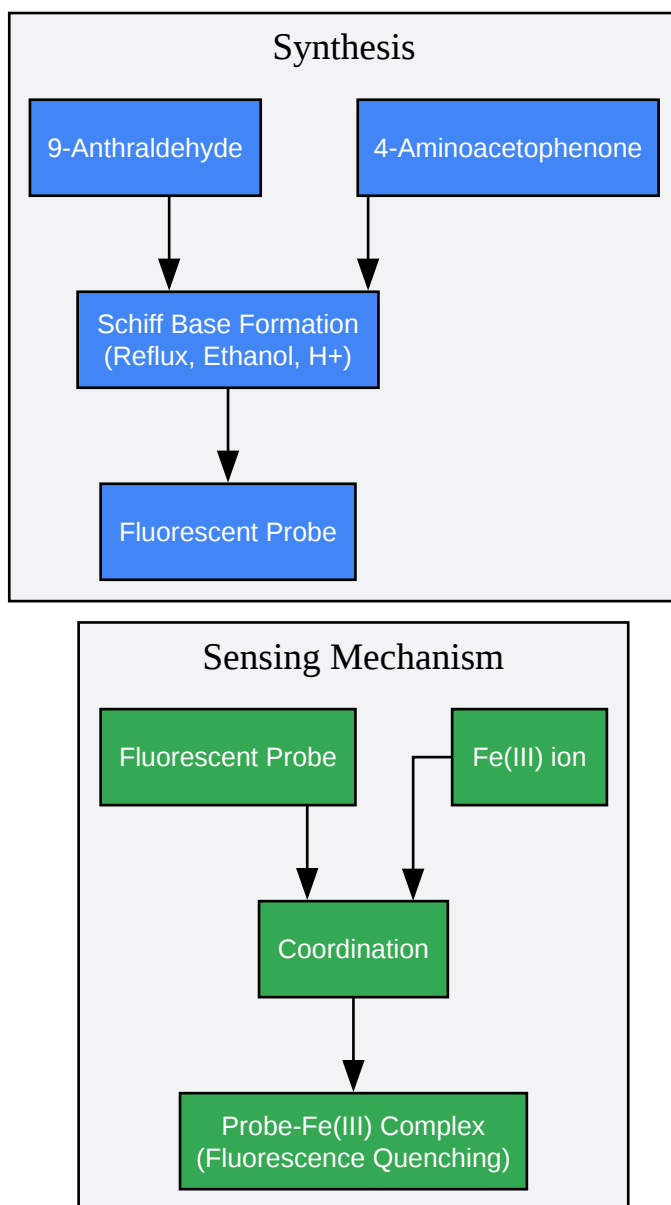 Synthesis
9-Anthraldehyde
4-Aminoacetophenone
Schiff Base Formation
(Reflux, Ethanol, H+)
Fluorescent Probe
Sensing Mechanism
Fluorescent Probe
Fe(III) ion
Coordination
Probe-Fe(III) Complex
(Fluorescence Quenching)